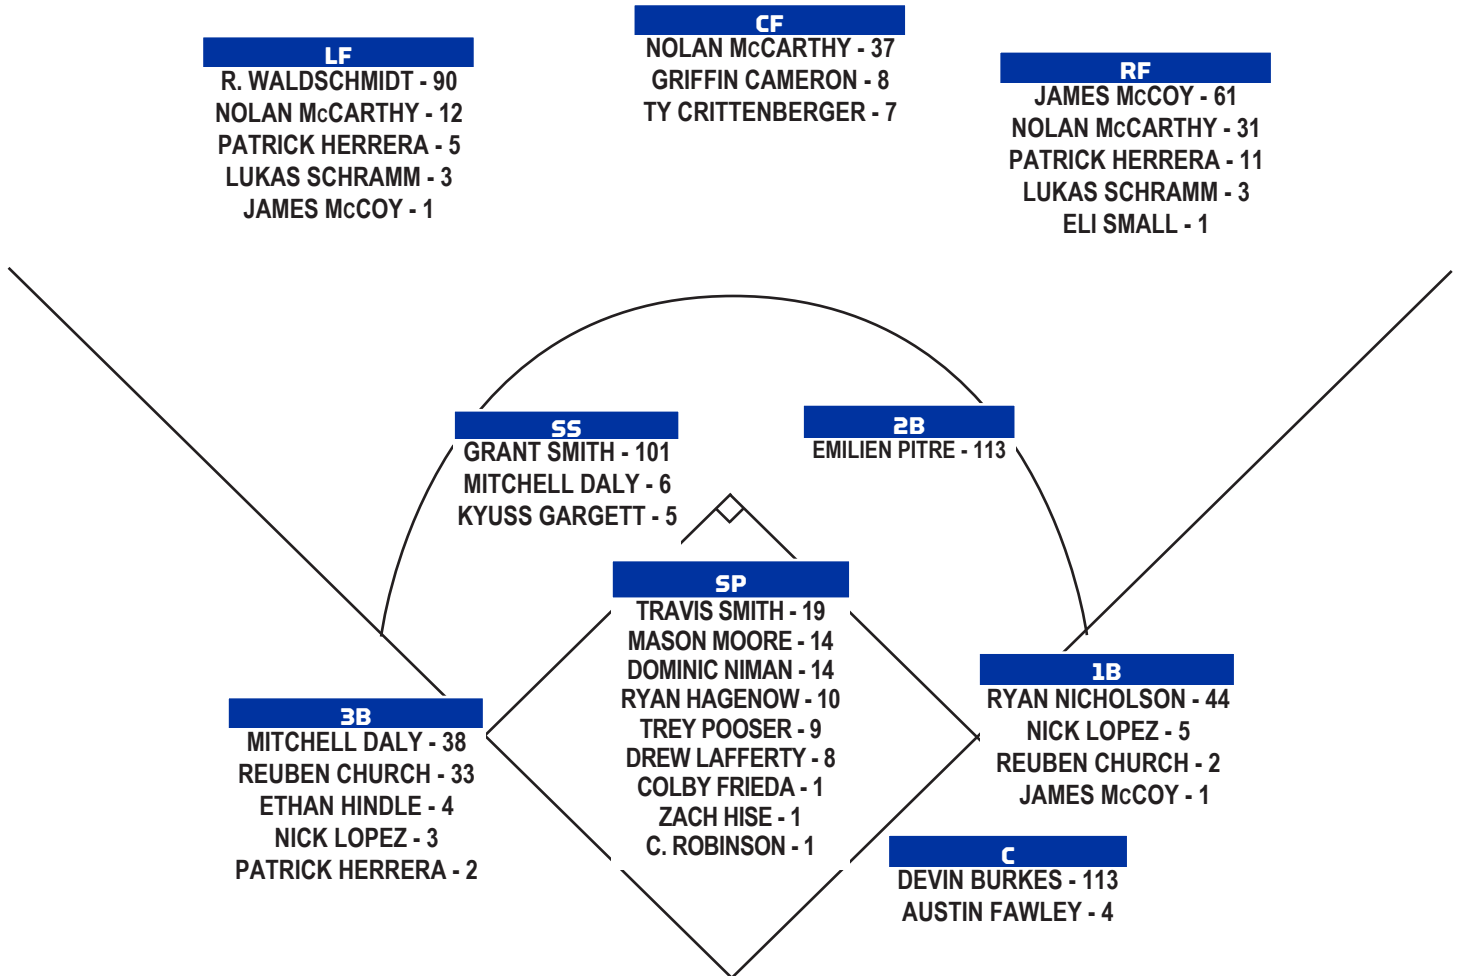 LF
R. WALDSCHMIDT - 90
NOLAN McCARTHY - 12
PATRICK HERRERA - 5
LUKAS SCHRAMM - 3
JAMES McCOY - 1
CF
NOLAN McCARTHY - 37
GRIFFIN CAMERON - 8
TY CRITTENBERGER - 7
RF
JAMES McCOY - 61
NOLAN McCARTHY - 31
PATRICK HERRERA - 11
LUKAS SCHRAMM - 3
ELI SMALL - 1
SS
GRANT SMITH - 101
MITCHELL DALY - 6
KYUSS GARGETT - 5
2B
EMILIEN PITRE - 113
SP
TRAVIS SMITH - 19
MASON MOORE - 14
DOMINIC NIMAN - 14
RYAN HAGENOW - 10
TREY POOSER - 9
DREW LAFFERTY - 8
COLBY FRIEDA - 1
ZACH HISE - 1
C. ROBINSON - 1
3B
MITCHELL DALY - 38
REUBEN CHURCH - 33
ETHAN HINDLE - 4
NICK LOPEZ - 3
PATRICK HERRERA - 2
1B
RYAN NICHOLSON - 44
NICK LOPEZ - 5
REUBEN CHURCH - 2
JAMES McCOY - 1
C
DEVIN BURKES - 113
AUSTIN FAWLEY - 4